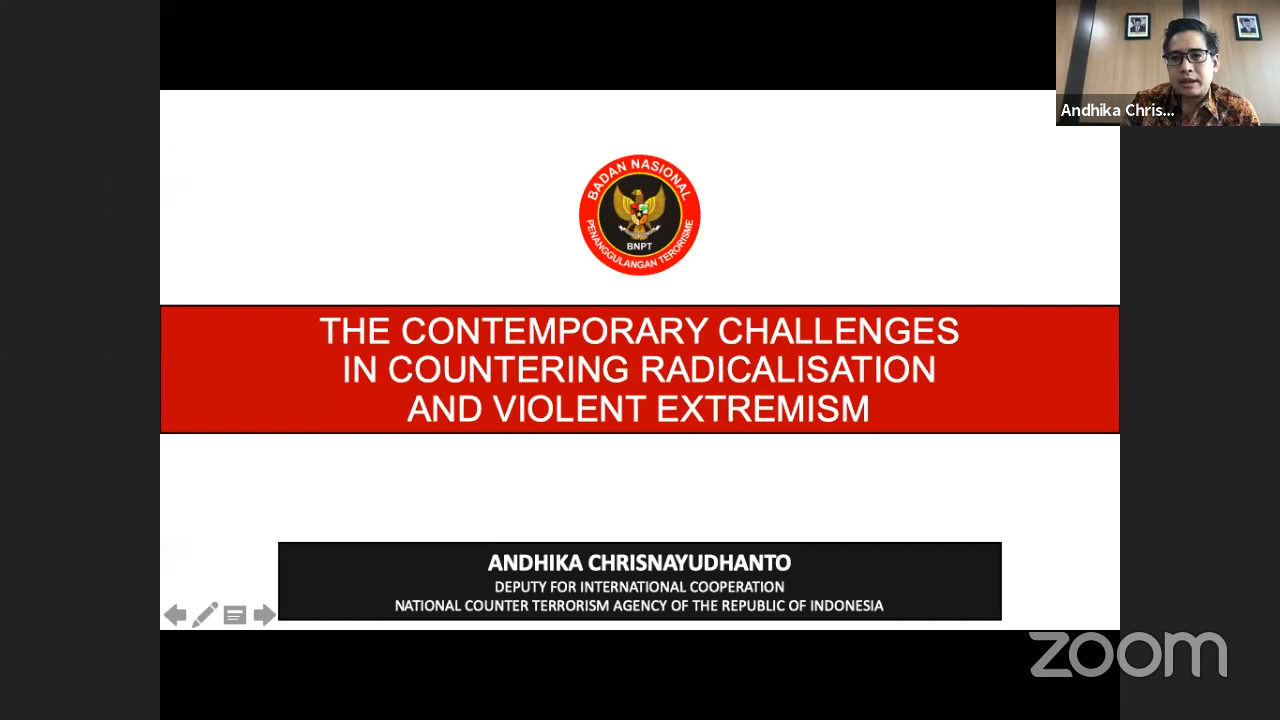 Andhika Chris...
BADAN NASIONAL
BNPT
PENANGGULANGAN TERORISME
THE CONTEMPORARY CHALLENGES
IN COUNTERING RADICALISATION
AND VIOLENT EXTREMISM
ANDHIKA CHRISNAYUDHANTO
DEPUTY FOR INTERNATIONAL COOPERATION
NATIONAL COUNTER TERRORISM AGENCY OF THE REPUBLIC OF INDONESIA
zoom